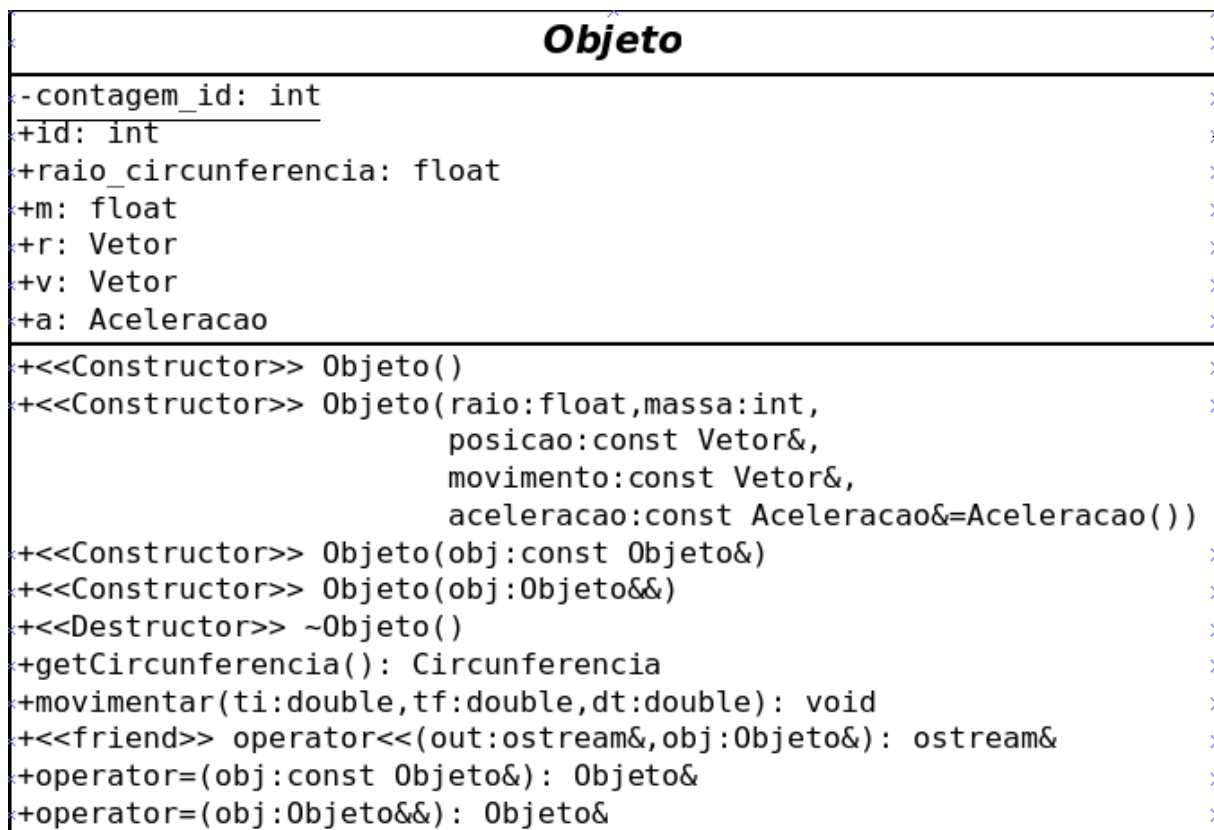 Objeto
-contagem_id: int
+id: int
+raio_circunferencia: float
+m: float
+r: Vetor
+v: Vetor
+a: Aceleracao
+<<Constructor>> Objeto()
+<<Constructor>> Objeto(raio:float,massa:int,
posicao:const Vetor&,
movimento:const Vetor&,
aceleracao:const Aceleracao&=Aceleracao())
+<<Constructor>> Objeto(obj:const Objeto&)
+<<Constructor>> Objeto(obj:Objeto&&)
+<<Destructor>> ~Objeto()
+getCircunferencia(): Circunferencia
+movimentar(ti:double,tf:double,dt:double): void
+<<friend>> operator<<(out:ostream&,obj:Objeto&): ostream&
+operator=(obj:const Objeto&): Objeto&
+operator=(obj:Objeto&&): Objeto&